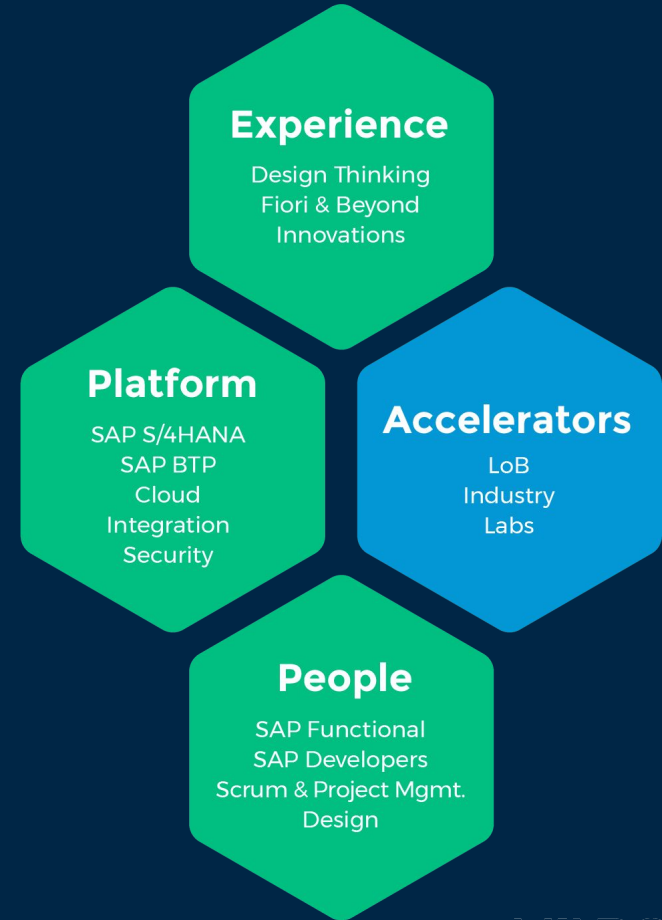 Experience
Design Thinking
Fiori & Beyond
Innovations
Platform
SAP S/4HANA
SAP BTP
Cloud
Integration
Security
Accelerators
LoB
Industry
Labs
People
SAP Functional
SAP Developers
Scrum & Project Mgmt.
Design